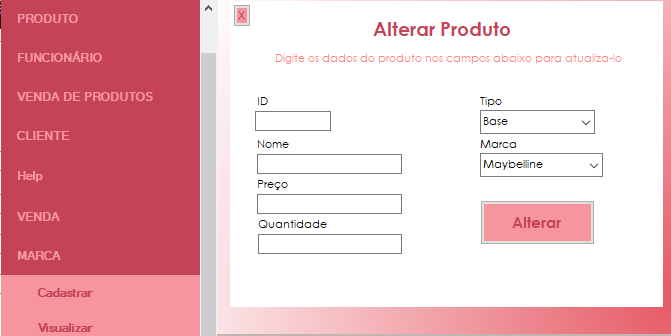 PRODUTO
FUNCIONÁRIO
VENDA DE PRODUTOS
CLIENTE
Help
VENDA
MARCA
Cadastrar
Visualizar
X
Alterar Produto
Digite os dados do produto nos campos abaixo para atualiza-lo
ID
Nome
Preço
Quantidade
Tipo
Base
Marca
Maybelline
Alterar